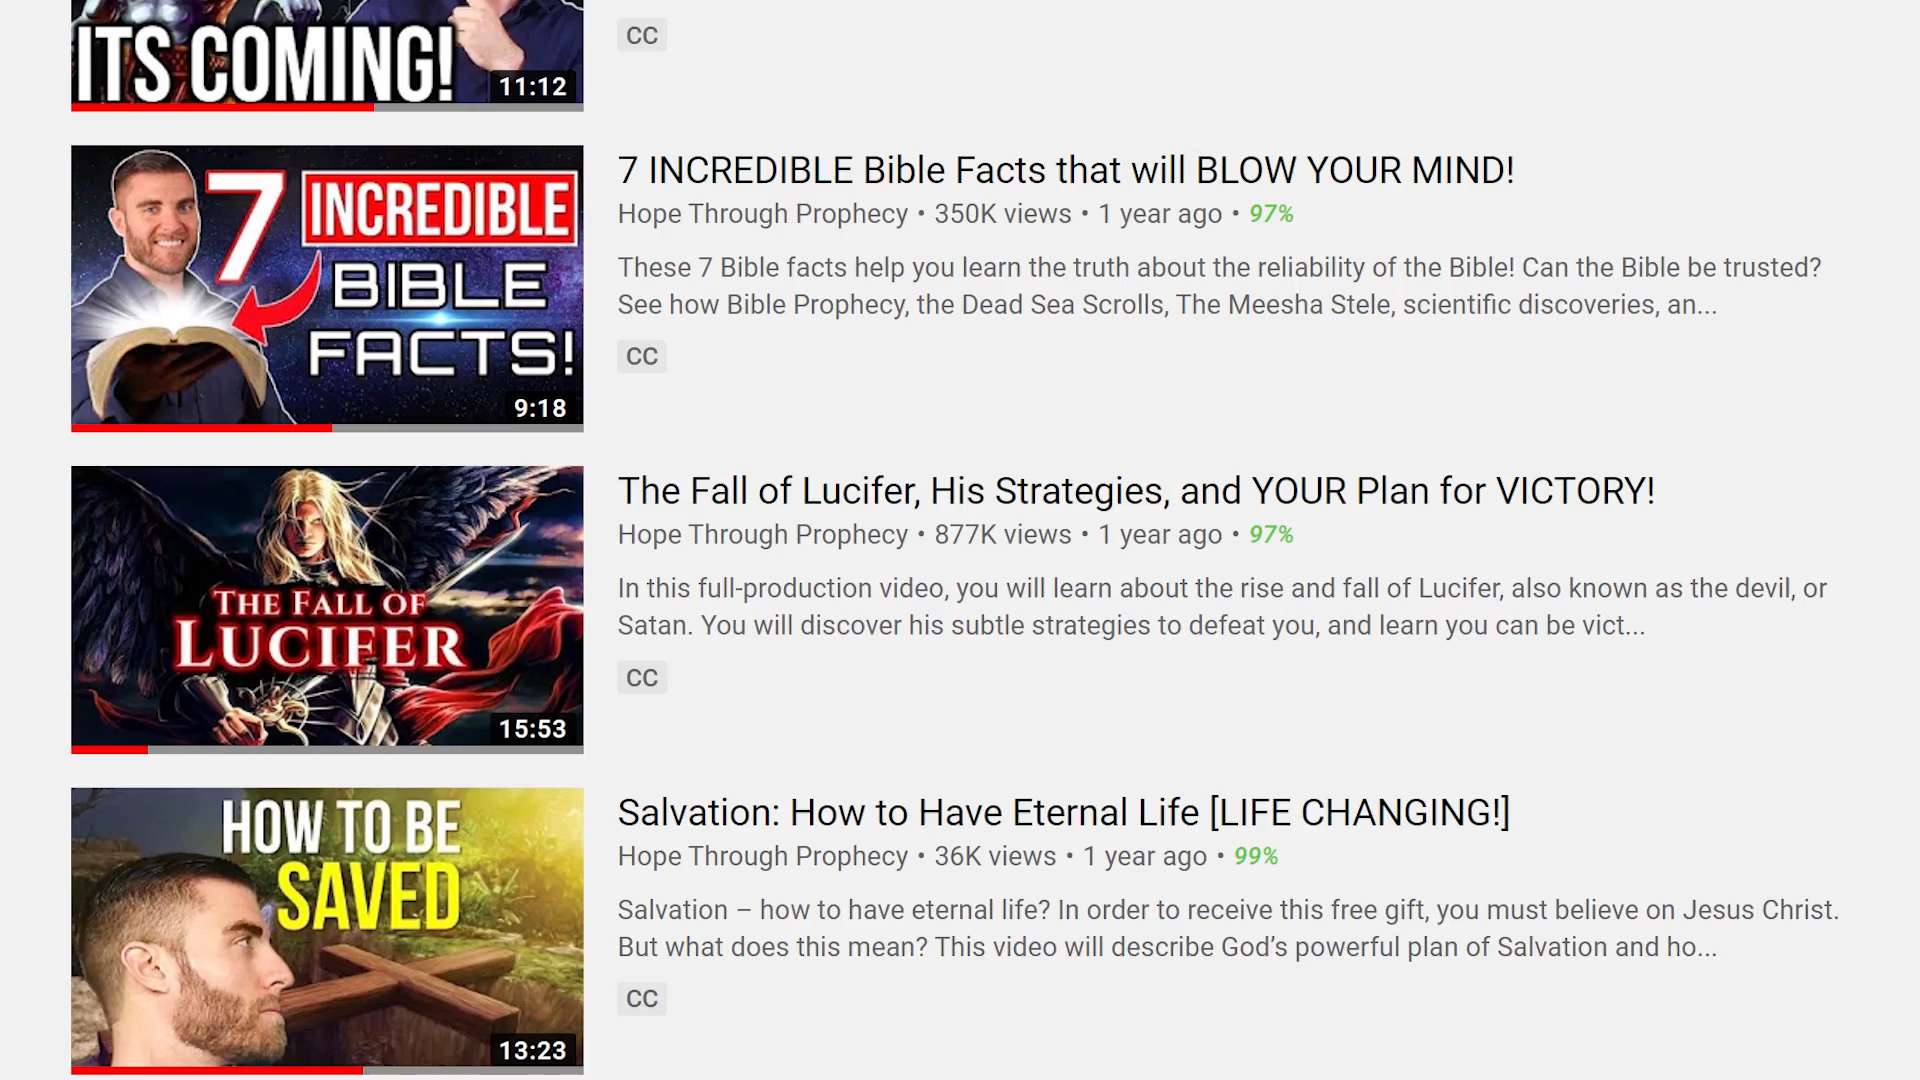 ITS COMING!
11:12
CC
7 INCREDIBLE
BIBLE
FACTS!
9:18
7 INCREDIBLE Bible Facts that will BLOW YOUR MIND!
Hope Through Prophecy • 350K views • 1 year ago • 97%
These 7 Bible facts help you learn the truth about the reliability of the Bible! Can the Bible be trusted?
See how Bible Prophecy, the Dead Sea Scrolls, The Meesha Stele, scientific discoveries, an...
CC
THE FALL OF
LUCIFER
15:53
The Fall of Lucifer, His Strategies, and YOUR Plan for VICTORY!
Hope Through Prophecy • 877K views • 1 year ago • 97%
In this full-production video, you will learn about the rise and fall of Lucifer, also known as the devil, or
Satan. You will discover his subtle strategies to defeat you, and learn you can be vict...
CC
HOW TO BE
SAVED
13:23
Salvation: How to Have Eternal Life [LIFE CHANGING!]
Hope Through Prophecy • 36K views • 1 year ago • 99%
Salvation – how to have eternal life? In order to receive this free gift, you must believe on Jesus Christ.
But what does this mean? This video will describe God’s powerful plan of Salvation and ho...
CC